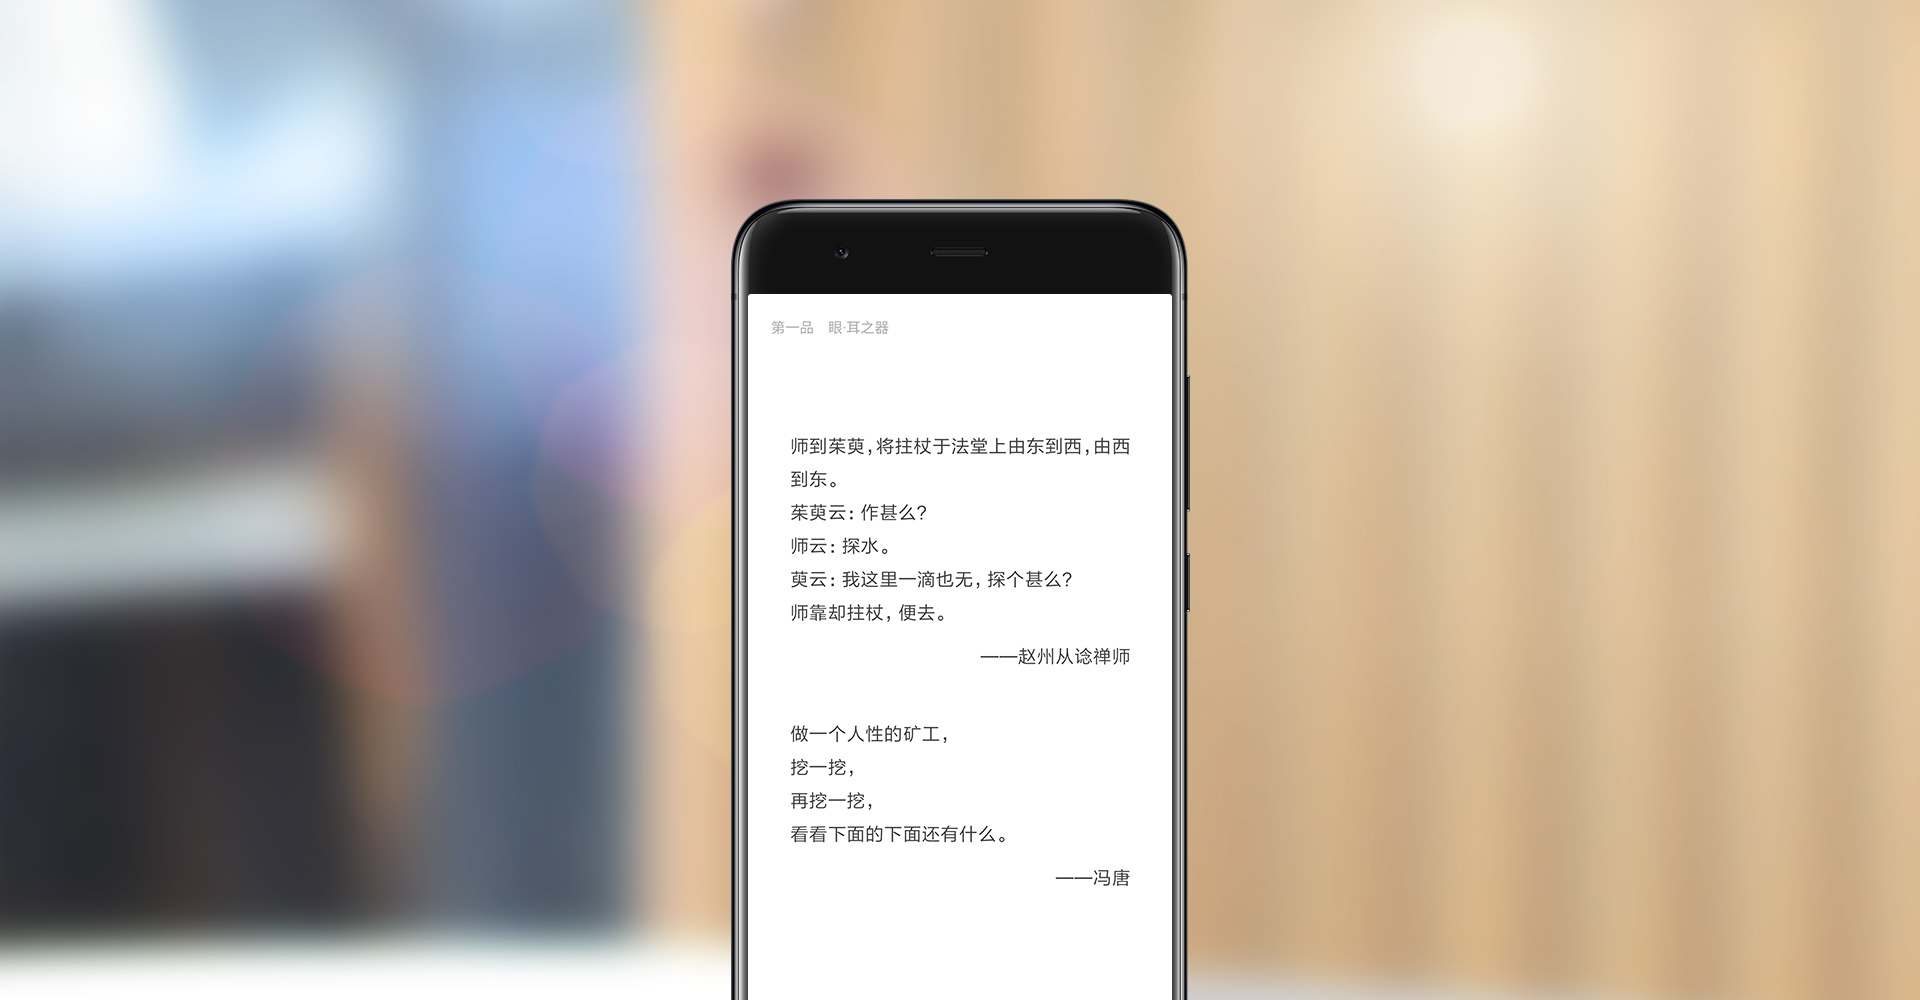 第一品　眼·耳之器
师到茱萸，将拄杖于法堂上由东到西，由西
到东。
茱萸云：作甚么？
师云：探水。
萸云：我这里一滴也无，探个甚么？
师靠却拄杖，便去。
——赵州从谂禅师
做一个人性的矿工，
挖一挖，
再挖一挖，
看看下面的下面还有什么。
——冯唐